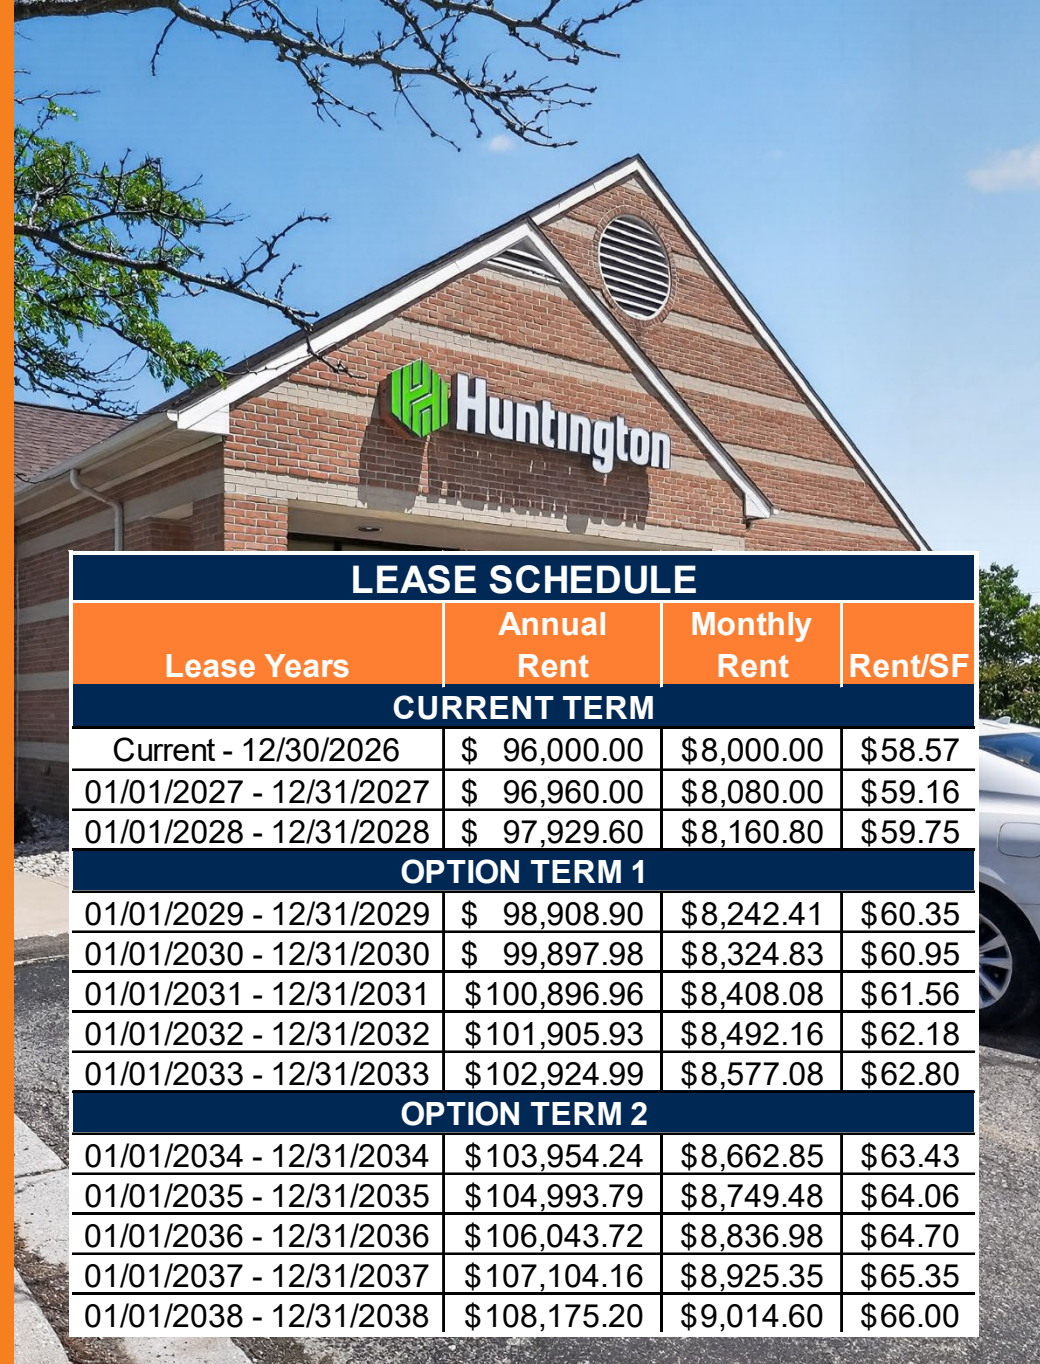 Huntington
LEASE SCHEDULE
Lease Years Annual Rent Monthly Rent Rent/SF
CURRENT TERM
Current - 12/30/2026 $ 96,000.00 $8,000.00 $58.57
01/01/2027 - 12/31/2027 $ 96,960.00 $8,080.00 $59.16
01/01/2028 - 12/31/2028 $ 97,929.60 $8,160.80 $59.75
OPTION TERM 1
01/01/2029 - 12/31/2029 $ 98,908.90 $8,242.41 $60.35
01/01/2030 - 12/31/2030 $ 99,897.98 $8,324.83 $60.95
01/01/2031 - 12/31/2031 $100,896.96 $8,408.08 $61.56
01/01/2032 - 12/31/2032 $101,905.93 $8,492.16 $62.18
01/01/2033 - 12/31/2033 $102,924.99 $8,577.08 $62.80
OPTION TERM 2
01/01/2034 - 12/31/2034 $103,954.24 $8,662.85 $63.43
01/01/2035 - 12/31/2035 $104,993.79 $8,749.48 $64.06
01/01/2036 - 12/31/2036 $106,043.72 $8,836.98 $64.70
01/01/2037 - 12/31/2037 $107,104.16 $8,925.35 $65.35
01/01/2038 - 12/31/2038 $108,175.20 $9,014.60 $66.00